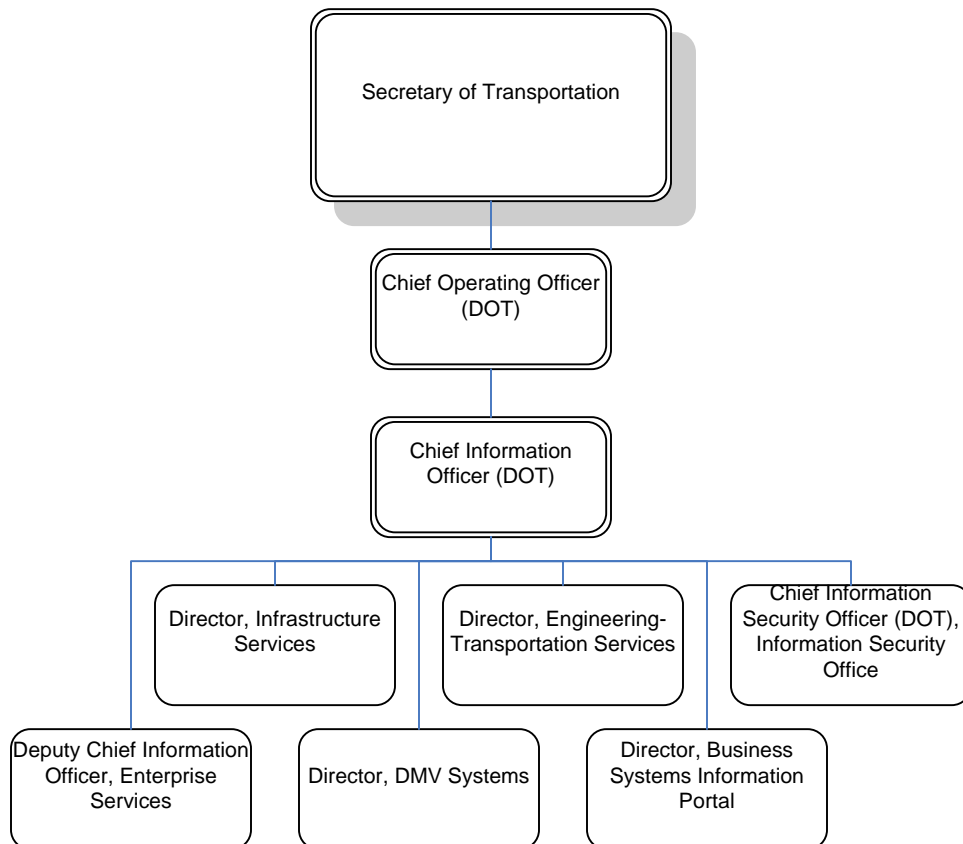 Secretary of Transportation
Chief Operating Officer
(DOT)
Chief Information
Officer (DOT)
Director, Infrastructure
Services
Director, Engineering-
Transportation Services
Chief Information
Security Officer (DOT),
Information Security
Office
Deputy Chief Information
Officer, Enterprise
Services
Director, DMV Systems
Director, Business
Systems Information
Portal